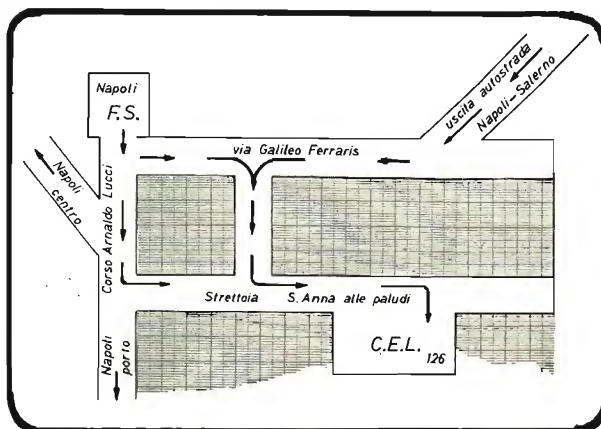 Napoli
F.S.
uscita autostrada
Napoli-Salerno
via Galileo Ferraris
Napoli
centro
Corso Arnaldo Lucci
Strettoia S. Anna alle paludi
C.E.L. 126
Napoli
porto